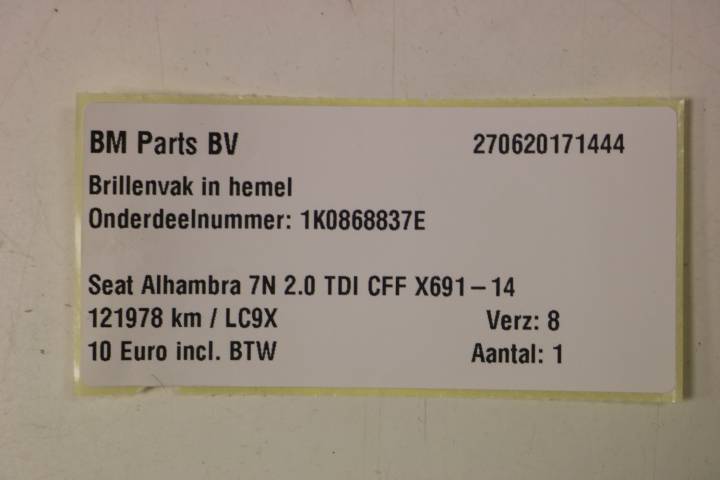 BM Parts BV 270620171444
Brillenvak in hemel
Onderdeelnummer: 1K0868837E
Seat Alhambra 7N 2.0 TDI CFF X691-14
121978 km / LC9X Verz: 8
10 Euro incl. BTW Aantal: 1